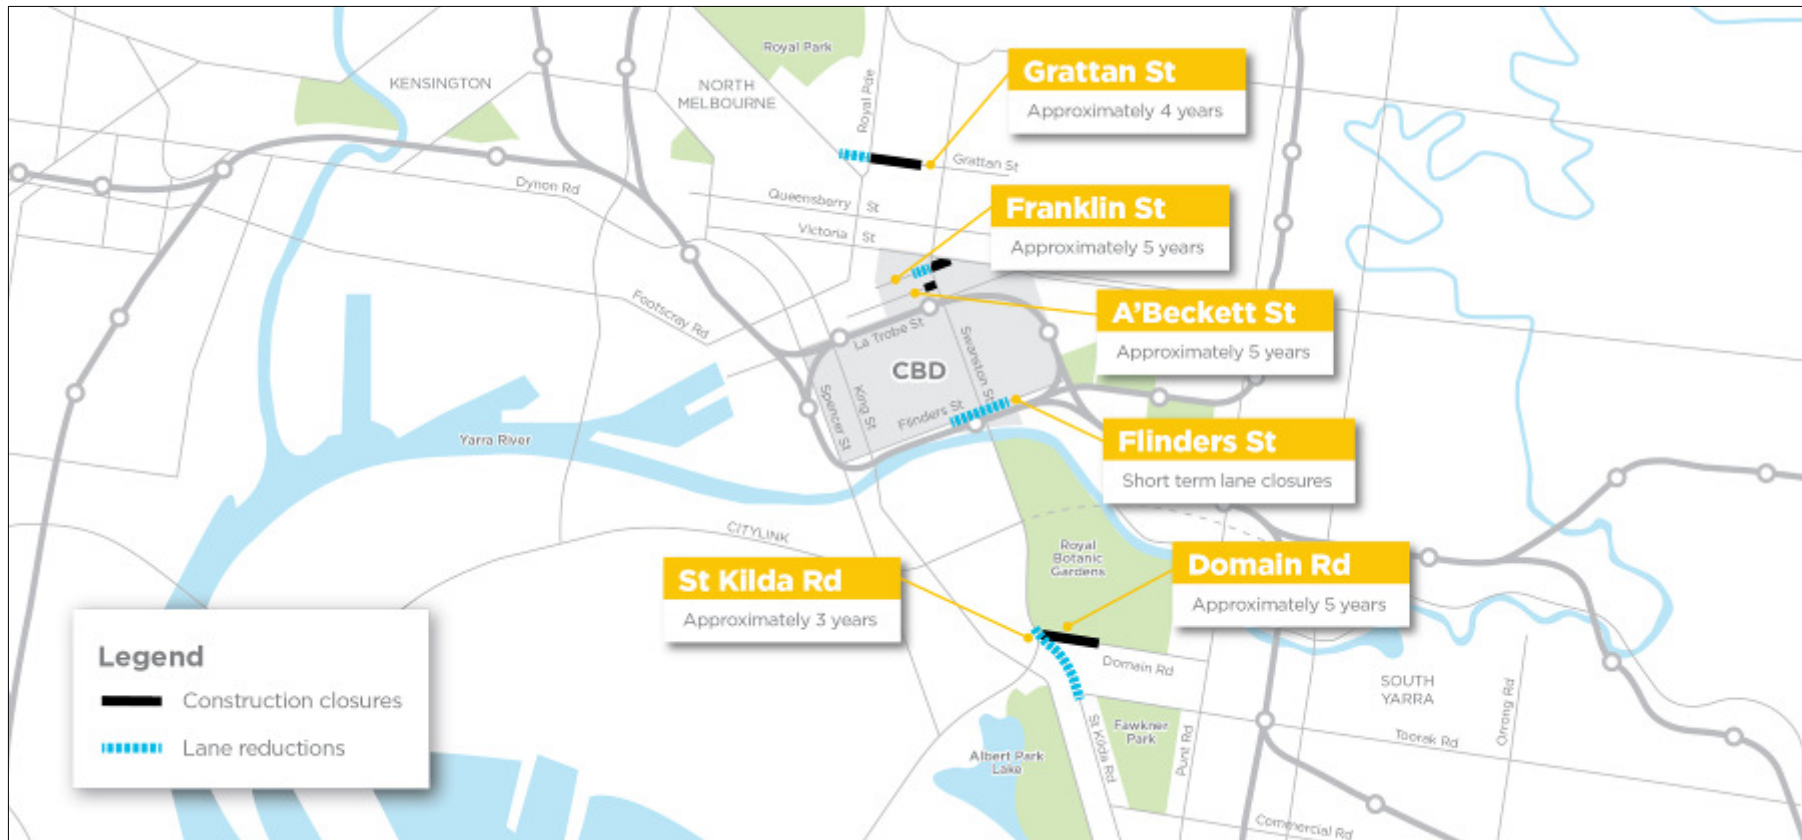 Royal Park
KENSINGTON
NORTH
MELBOURNE
Royal Pde
Grattan St
Approximately 4 years
Grattan St
Dynon Rd
Queensberry St
Victoria St
Franklin St
Approximately 5 years
Footscray Rd
A'Beckett St
Approximately 5 years
La Trobe St
Swanston St
CBD
Spencer St
King St
Flinders St
Yarra River
Flinders St
Short term lane closures
CITYLINK
Royal
Botanic
Gardens
St Kilda Rd
Approximately 3 years
Domain Rd
Approximately 5 years
Domain Rd
SOUTH
YARRA
Orrong Rd
Legend
Construction closures
Lane reductions
St Kilda Rd
Fawkner
Park
Punt Rd
Toorak Rd
Albert Park
Lake
Commercial Rd